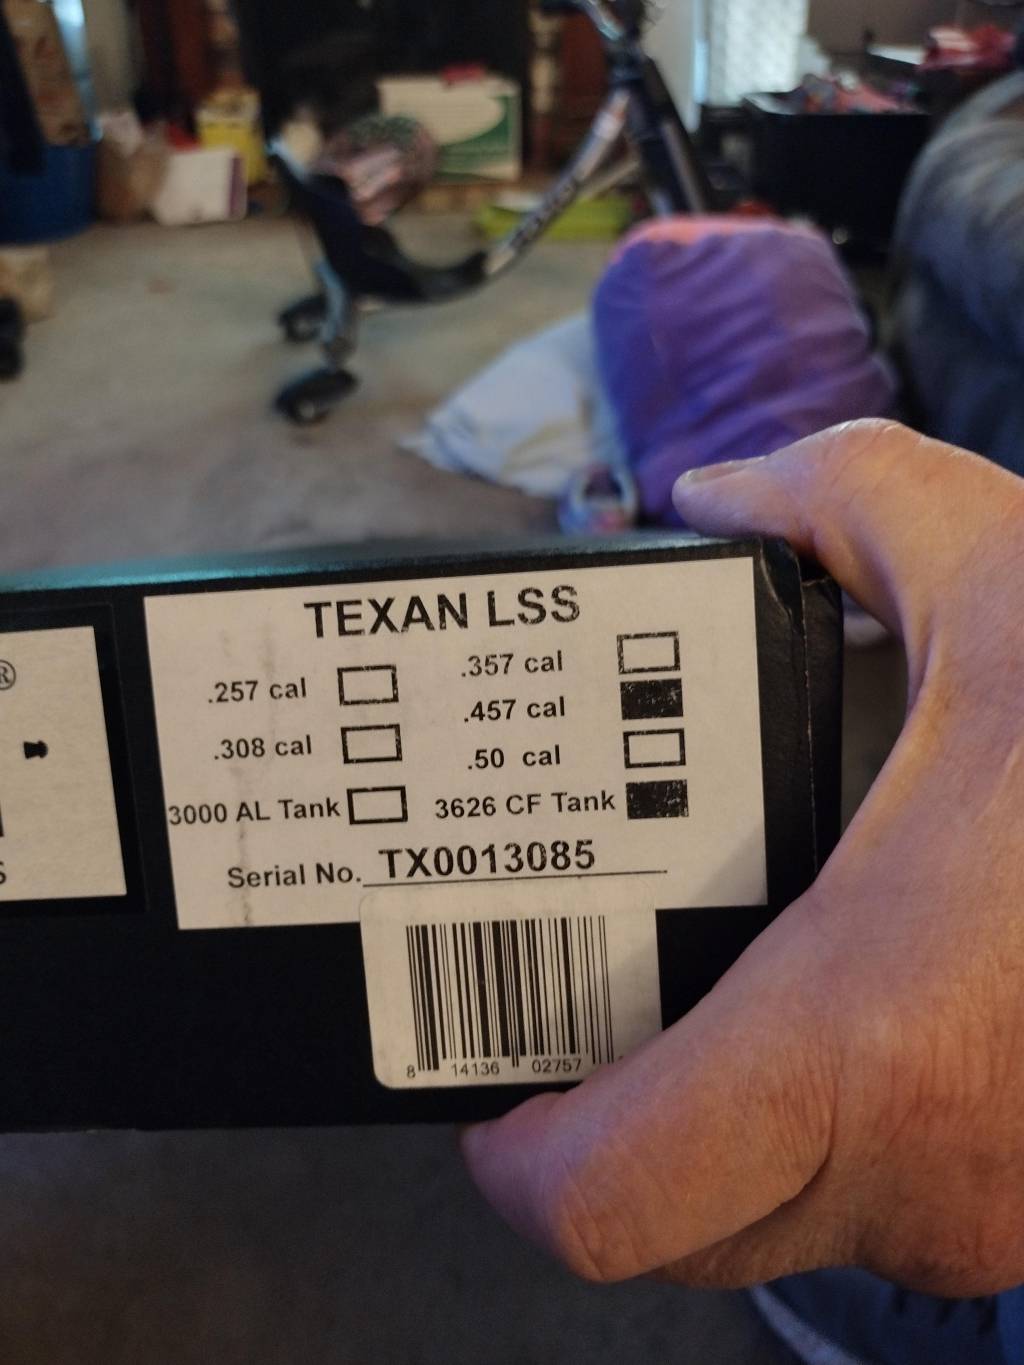 TEXAN LSS
.257 cal
.357 cal
.457 cal
.308 cal
.50 cal
3000 AL Tank
3626 CF Tank
Serial No. TX0013085
8 14136 02757
®
S